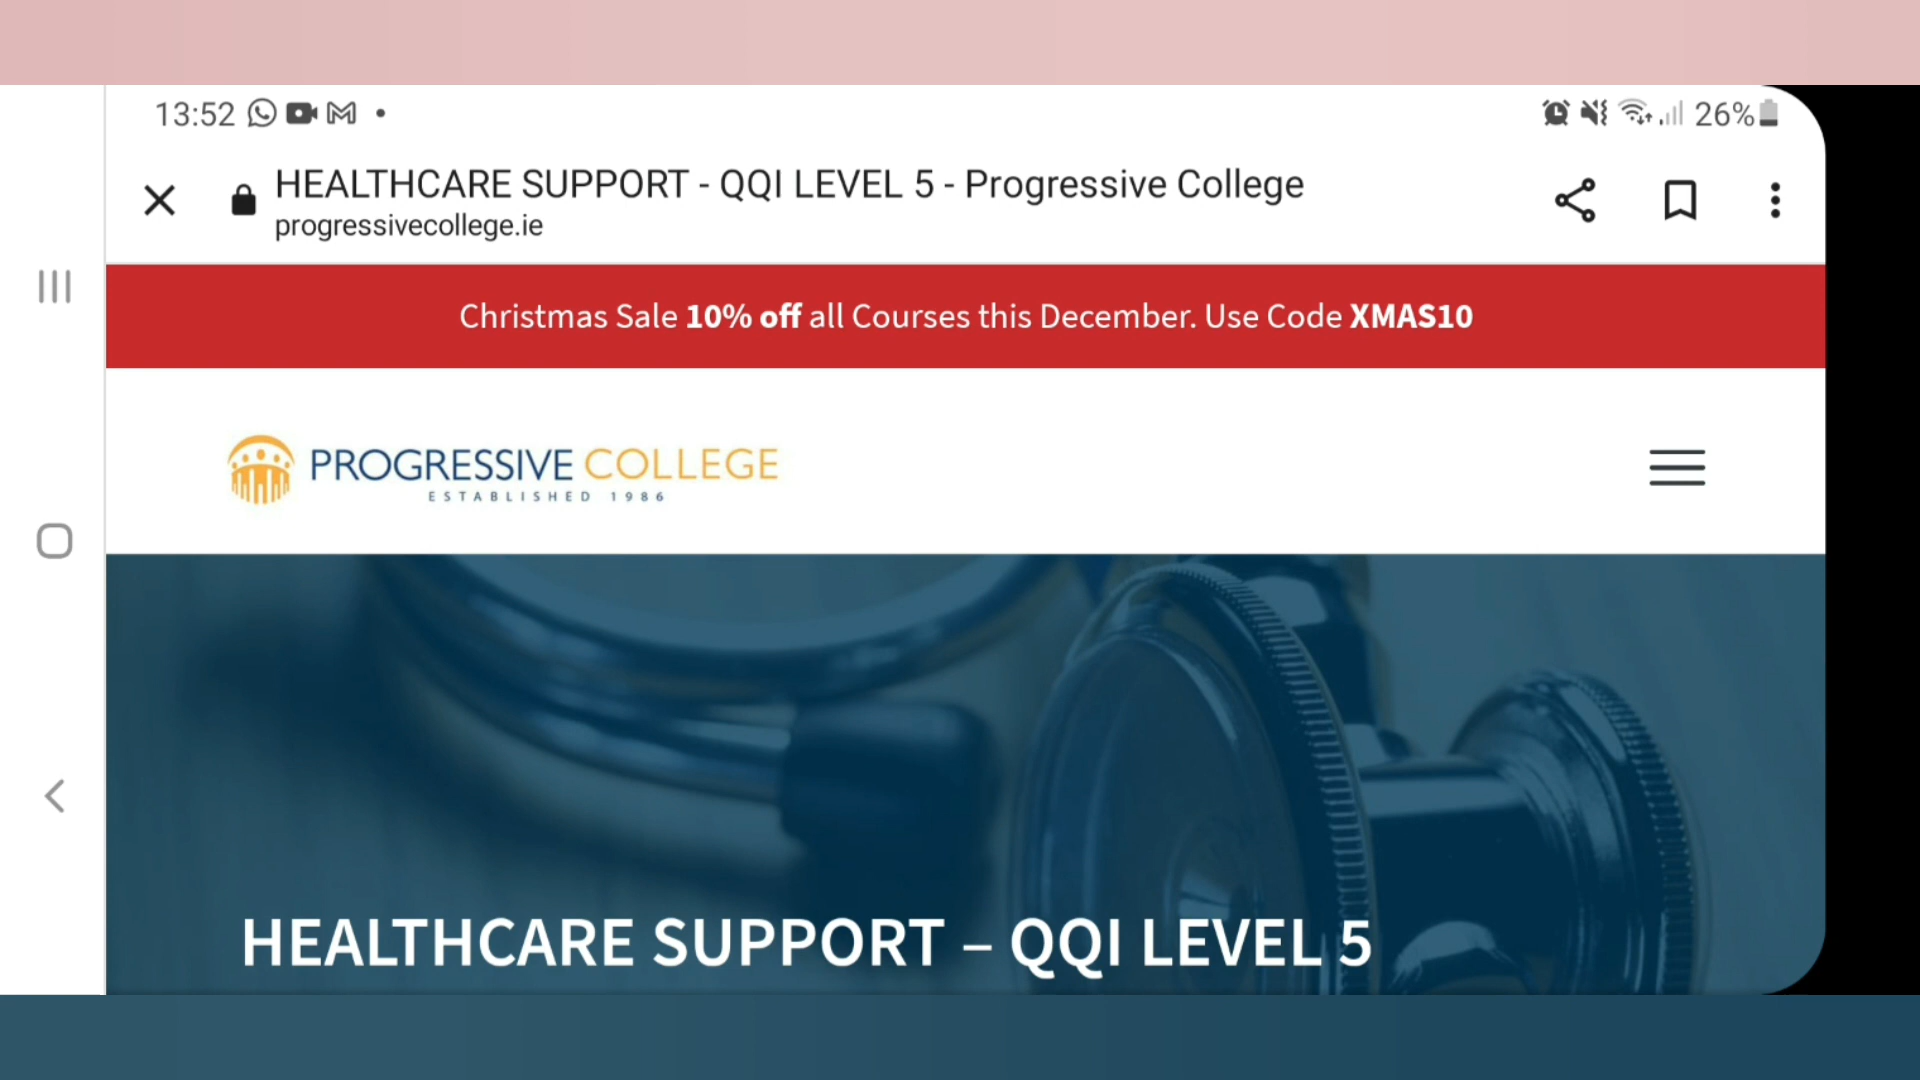 13:52
26%
HEALTHCARE SUPPORT - QQI LEVEL 5 - Progressive College
progressivecollege.ie
Christmas Sale 10% off all Courses this December. Use Code XMAS10
PROGRESSIVE COLLEGE
ESTABLISHED 1986
HEALTHCARE SUPPORT – QQI LEVEL 5